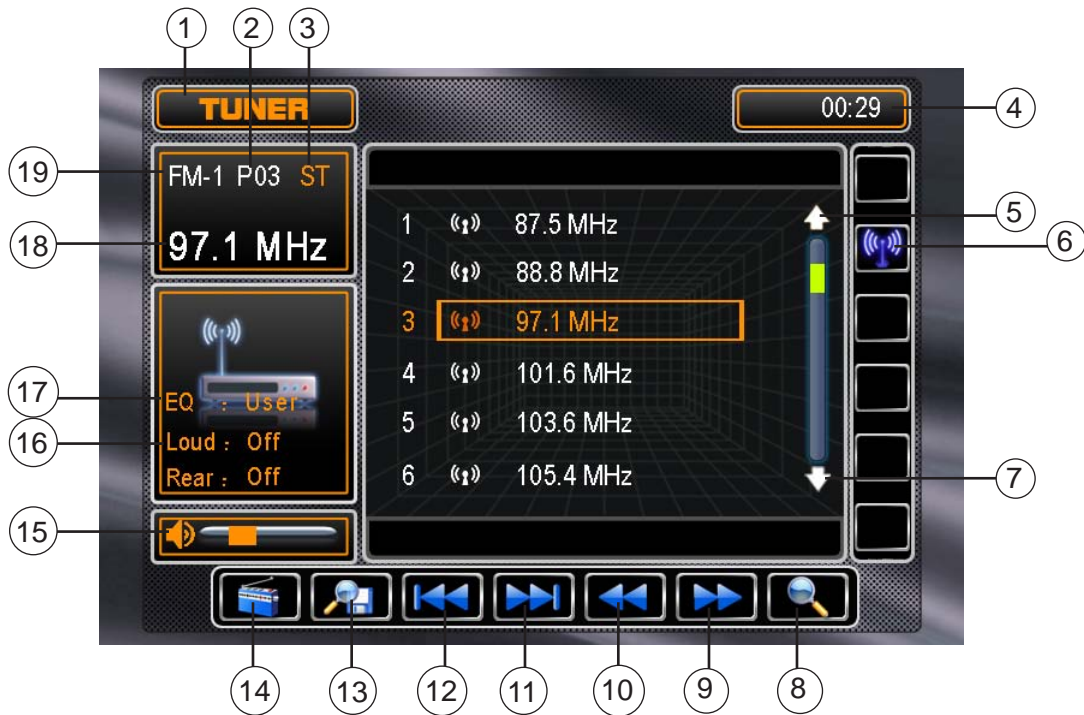 1 2 3
TUNER
00:29
4
19
FM-1 P03 ST
18
97.1 MHz
1 87.5 MHz
2 88.8 MHz
3 97.1 MHz
4 101.6 MHz
5 103.6 MHz
6 105.4 MHz
5
6
7
17
EQ : User
16
Loud : Off
Rear : Off
15
14 13 12 11 10 9 8